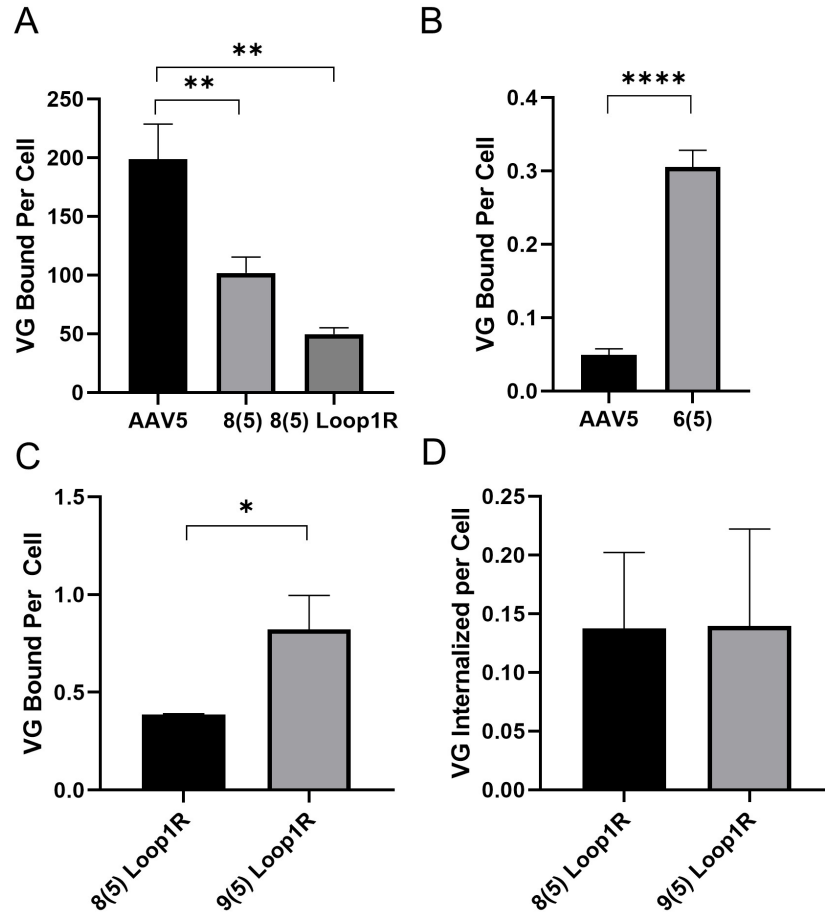 A
**
**
VG Bound Per Cell
250
200
150
100
50
0
AAV5 8(5) 8(5) Loop1R
B
****
VG Bound Per Cell
0.4
0.3
0.2
0.1
0.0
AAV5 6(5)
C
*
VG Bound Per Cell
1.5
1.0
0.5
0.0
8(5) Loop1R
9(5) Loop1R
D
VG Internalized per Cell
0.25
0.20
0.15
0.10
0.05
0.00
8(5) Loop1R
9(5) Loop1R